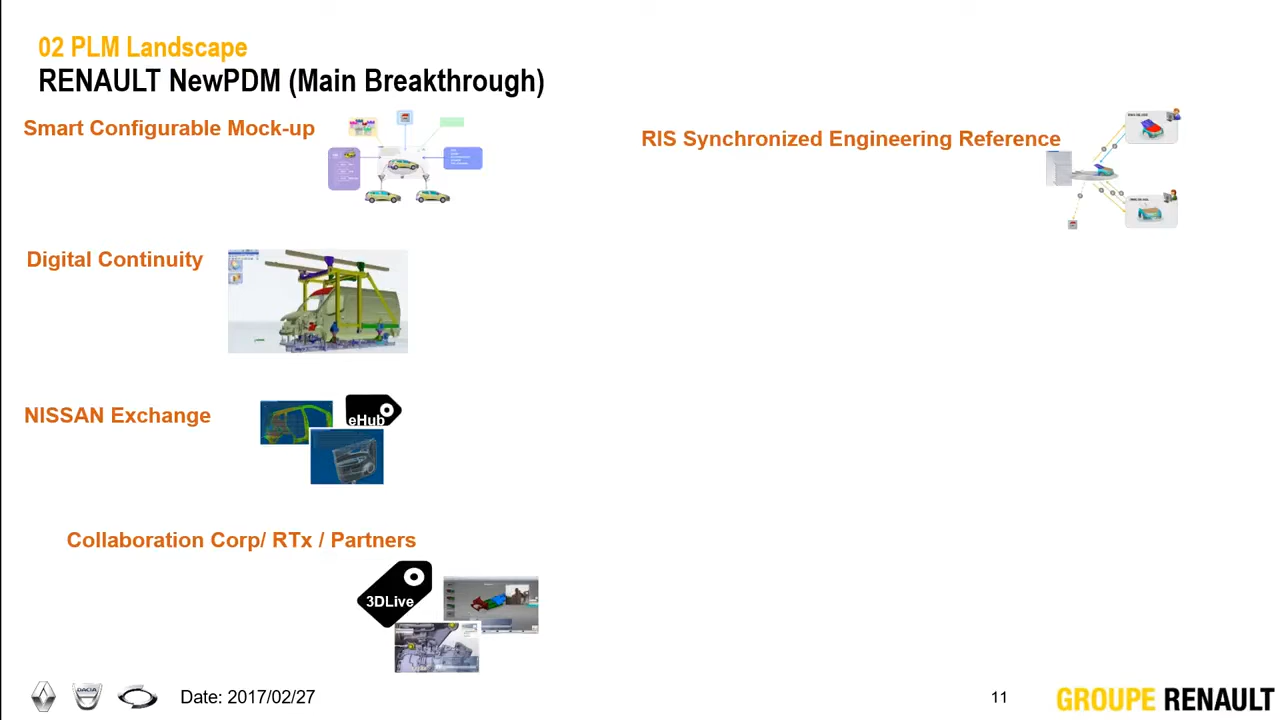 02 PLM Landscape
RENAULT NewPDM (Main Breakthrough)
Smart Configurable Mock-up
RIS Synchronized Engineering Reference
Digital Continuity
NISSAN Exchange
eHub
Collaboration Corp/ RTx / Partners
3DLive
DACIA
Date: 2017/02/27
11
GROUPE RENAULT